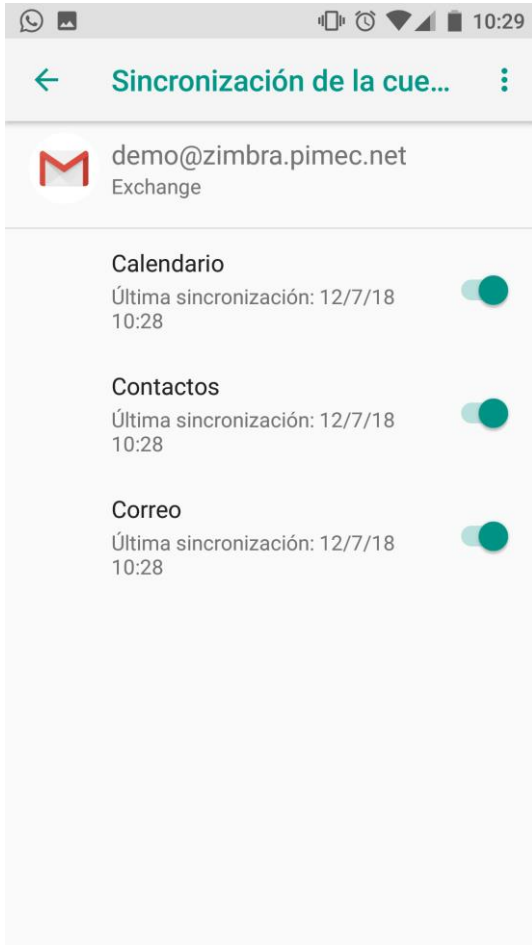 10:29
Sincronización de la cue...
demo@zimbra.pimec.net
Exchange
Calendario
Última sincronización: 12/7/18
10:28
Contactos
Última sincronización: 12/7/18
10:28
Correo
Última sincronización: 12/7/18
10:28